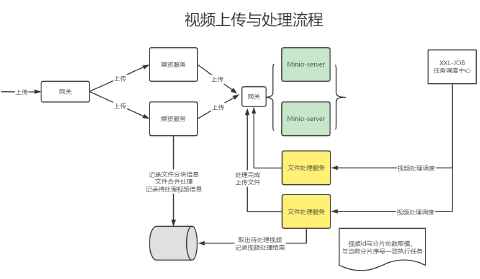 视频上传与处理流程
上传
网关
上传
上传
媒资服务
媒资服务
上传
上传
网关
Minio-server
Minio-server
XXL-JOB
任务调度中心
记录文件分块信息
文件合并处理
记录待处理视频信息
处理完成
上传文件
文件处理服务
视频处理调度
文件处理服务
视频处理调度
取出待处理视频
记录视频处理结果
视频id与分片总数取模,
与当前分片序号一致执行任务